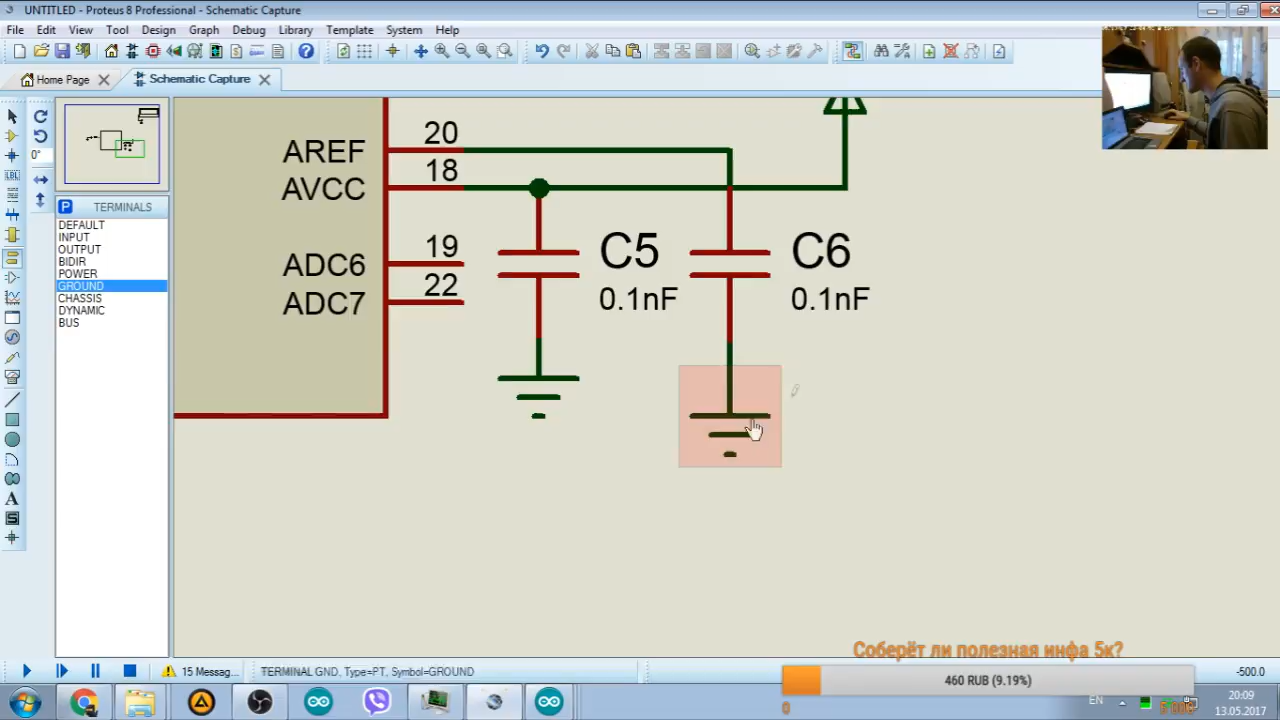 UNTITLED - Proteus 8 Professional - Schematic Capture
File Edit View Tool Design Graph Debug Library Template System Help
Home Page
Schematic Capture
0°
LBL
P TERMINALS
DEFAULT
INPUT
OUTPUT
BIDIR
POWER
GROUND
CHASSIS
DYNAMIC
BUS
A
S
AREF 20
AVCC 18
ADC6 19
ADC7 22
C5
0.1nF
C6
0.1nF
Соберёт ли полезная инфа 5к?
460 RUB (9.19%)
0
15 Messag...
TERMINAL GND, Type=PT, Symbol=GROUND
-500.0
EN
20:09
13.05.2017